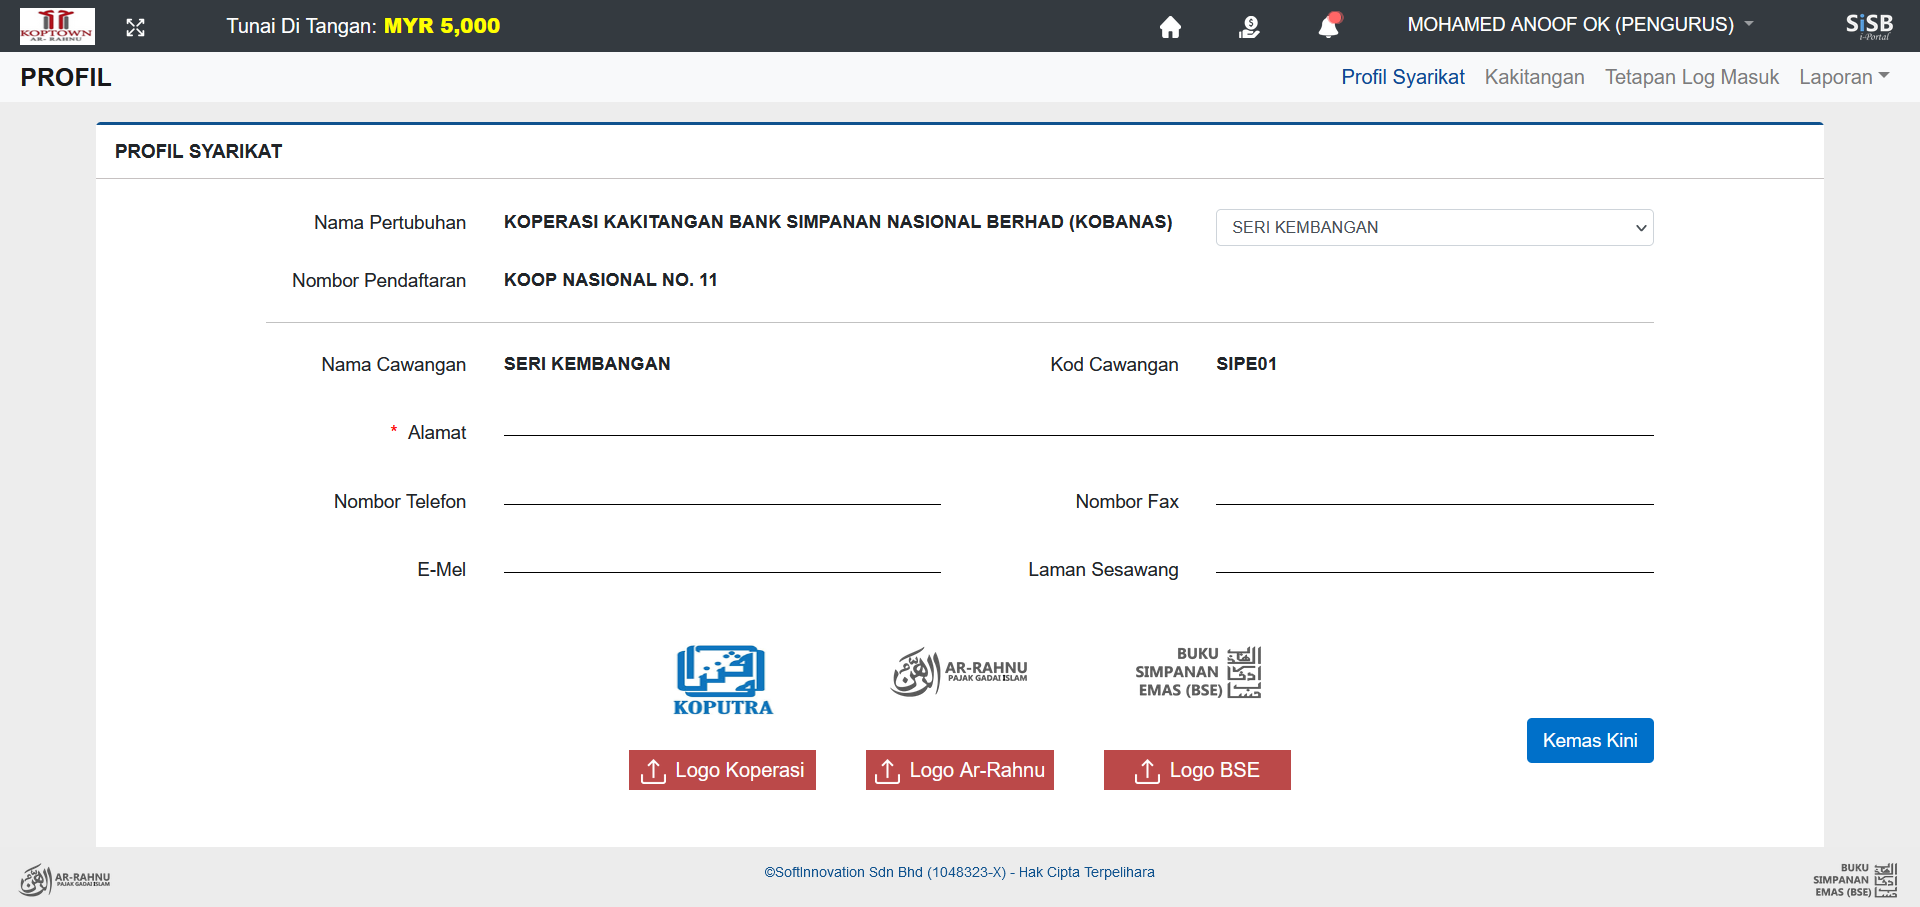 KOPTOWN
AR- RAHNU
Tunai Di Tangan: MYR 5,000
MOHAMED ANOOF OK (PENGURUS)
SiSB
i-Portal
PROFIL
Profil Syarikat
Kakitangan
Tetapan Log Masuk
Laporan
PROFIL SYARIKAT
Nama Pertubuhan
KOPERASI KAKITANGAN BANK SIMPANAN NASIONAL BERHAD (KOBANAS)
SERI KEMBANGAN
Nombor Pendaftaran
KOOP NASIONAL NO. 11
Nama Cawangan
SERI KEMBANGAN
Kod Cawangan
SIPE01
* Alamat
Nombor Telefon
Nombor Fax
E-Mel
Laman Sesawang
KOPUTRA
AR-RAHNU
PAJAK GADAI ISLAM
BUKU
SIMPANAN
EMAS (BSE)
Kemas Kini
Logo Koperasi
Logo Ar-Rahnu
Logo BSE
AR-RAHNU
PAJAK GADAI ISLAM
©SoftInnovation Sdn Bhd (1048323-X) - Hak Cipta Terpelihara
BUKU
SIMPANAN
EMAS (BSE)